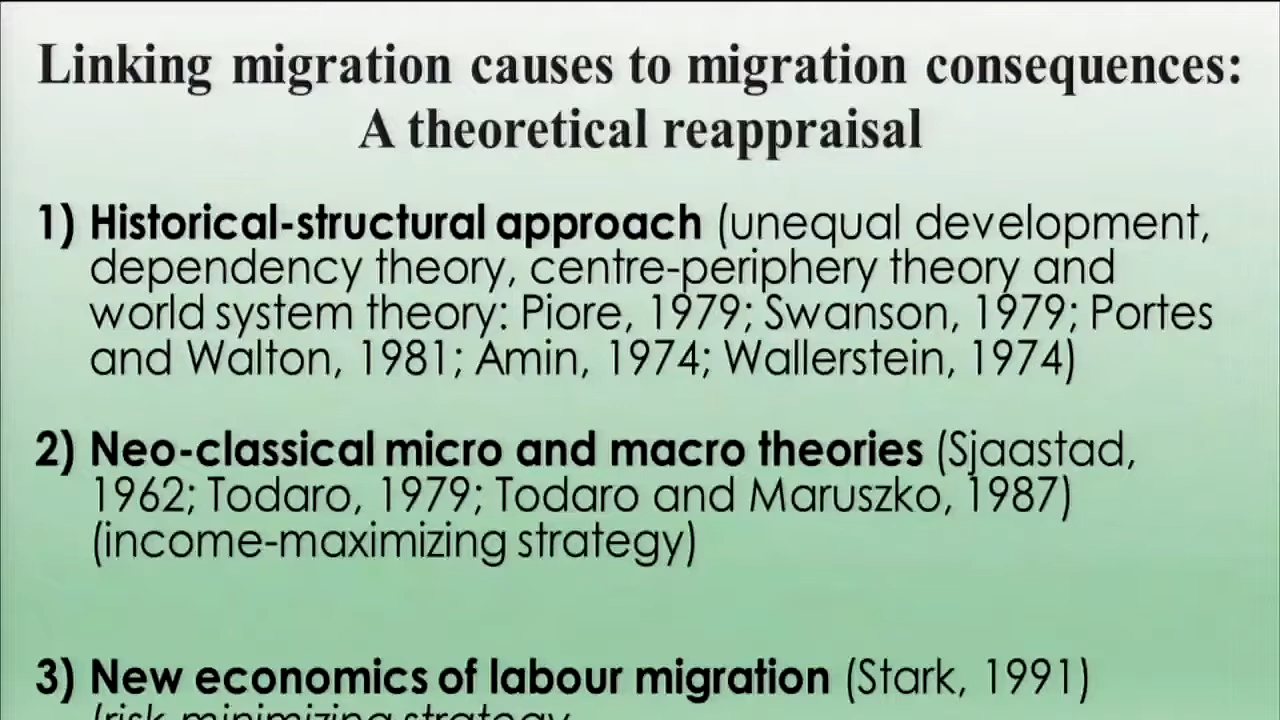 Linking migration causes to migration consequences:
A theoretical reappraisal
1) Historical-structural approach (unequal development,
dependency theory, centre-periphery theory and
world system theory: Piore, 1979; Swanson, 1979; Portes
and Walton, 1981; Amin, 1974; Wallerstein, 1974)
2) Neo-classical micro and macro theories (Sjaastad,
1962; Todaro, 1979; Todaro and Maruszko, 1987)
(income-maximizing strategy)
3) New economics of labour migration (Stark, 1991)
(risk-minimizing strategy